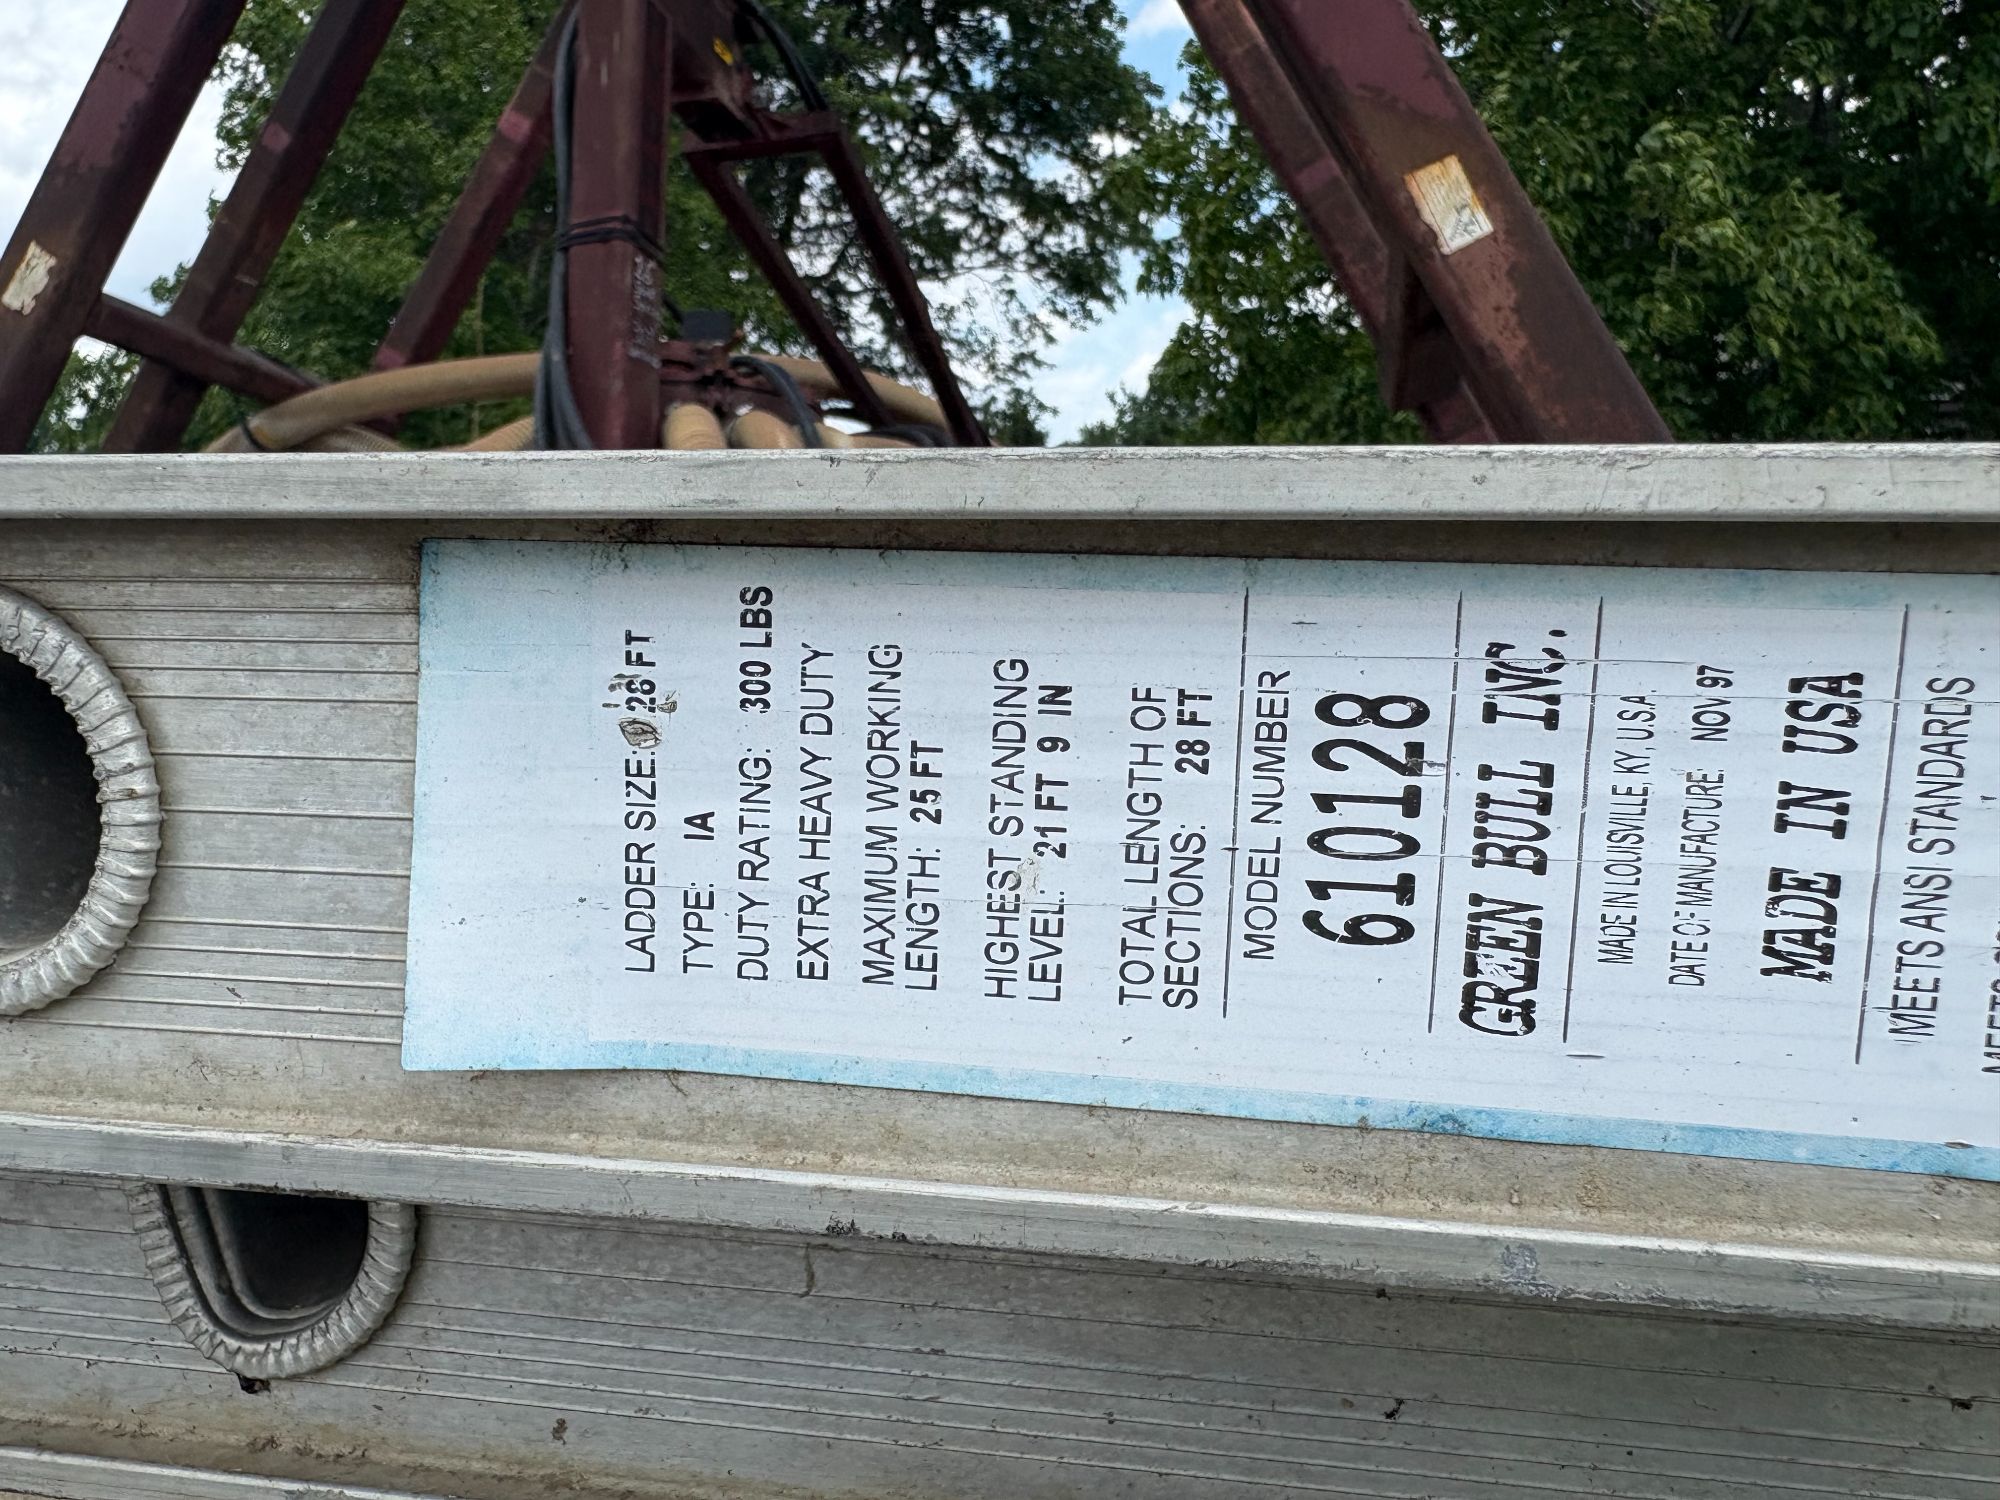 LADDER SIZE: 28 FT
TYPE: IA
DUTY RATING: 300 LBS
EXTRA HEAVY DUTY
MAXIMUM WORKING
LENGTH: 25 FT
HIGHEST STANDING
LEVEL: 21 FT 9 IN
TOTAL LENGTH OF
SECTIONS: 28 FT
MODEL NUMBER
610128
GREEN BULL INC.
MADE IN LOUISVILLE, KY, U.S.A.
DATE OF MANUFACTURE: NOV 97
MADE IN USA
MEETS ANSI STANDARDS
MEETS